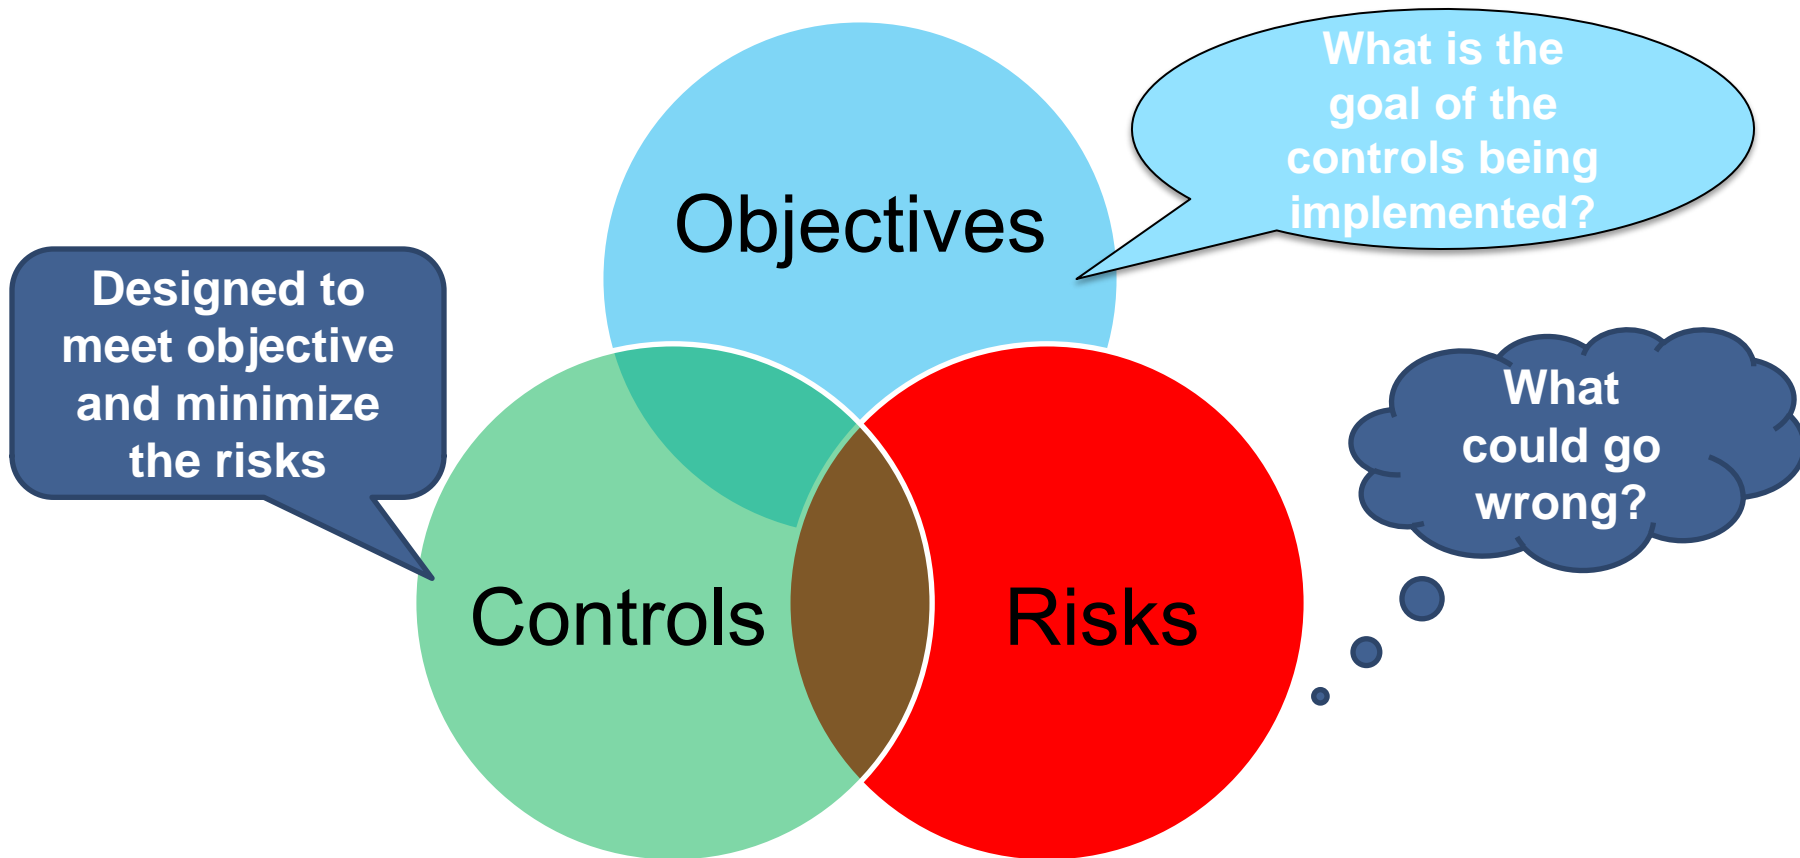 What is the
goal of the
controls being
implemented?
Objectives
Designed to
meet objective
and minimize
the risks
What
could go
wrong?
Controls
Risks